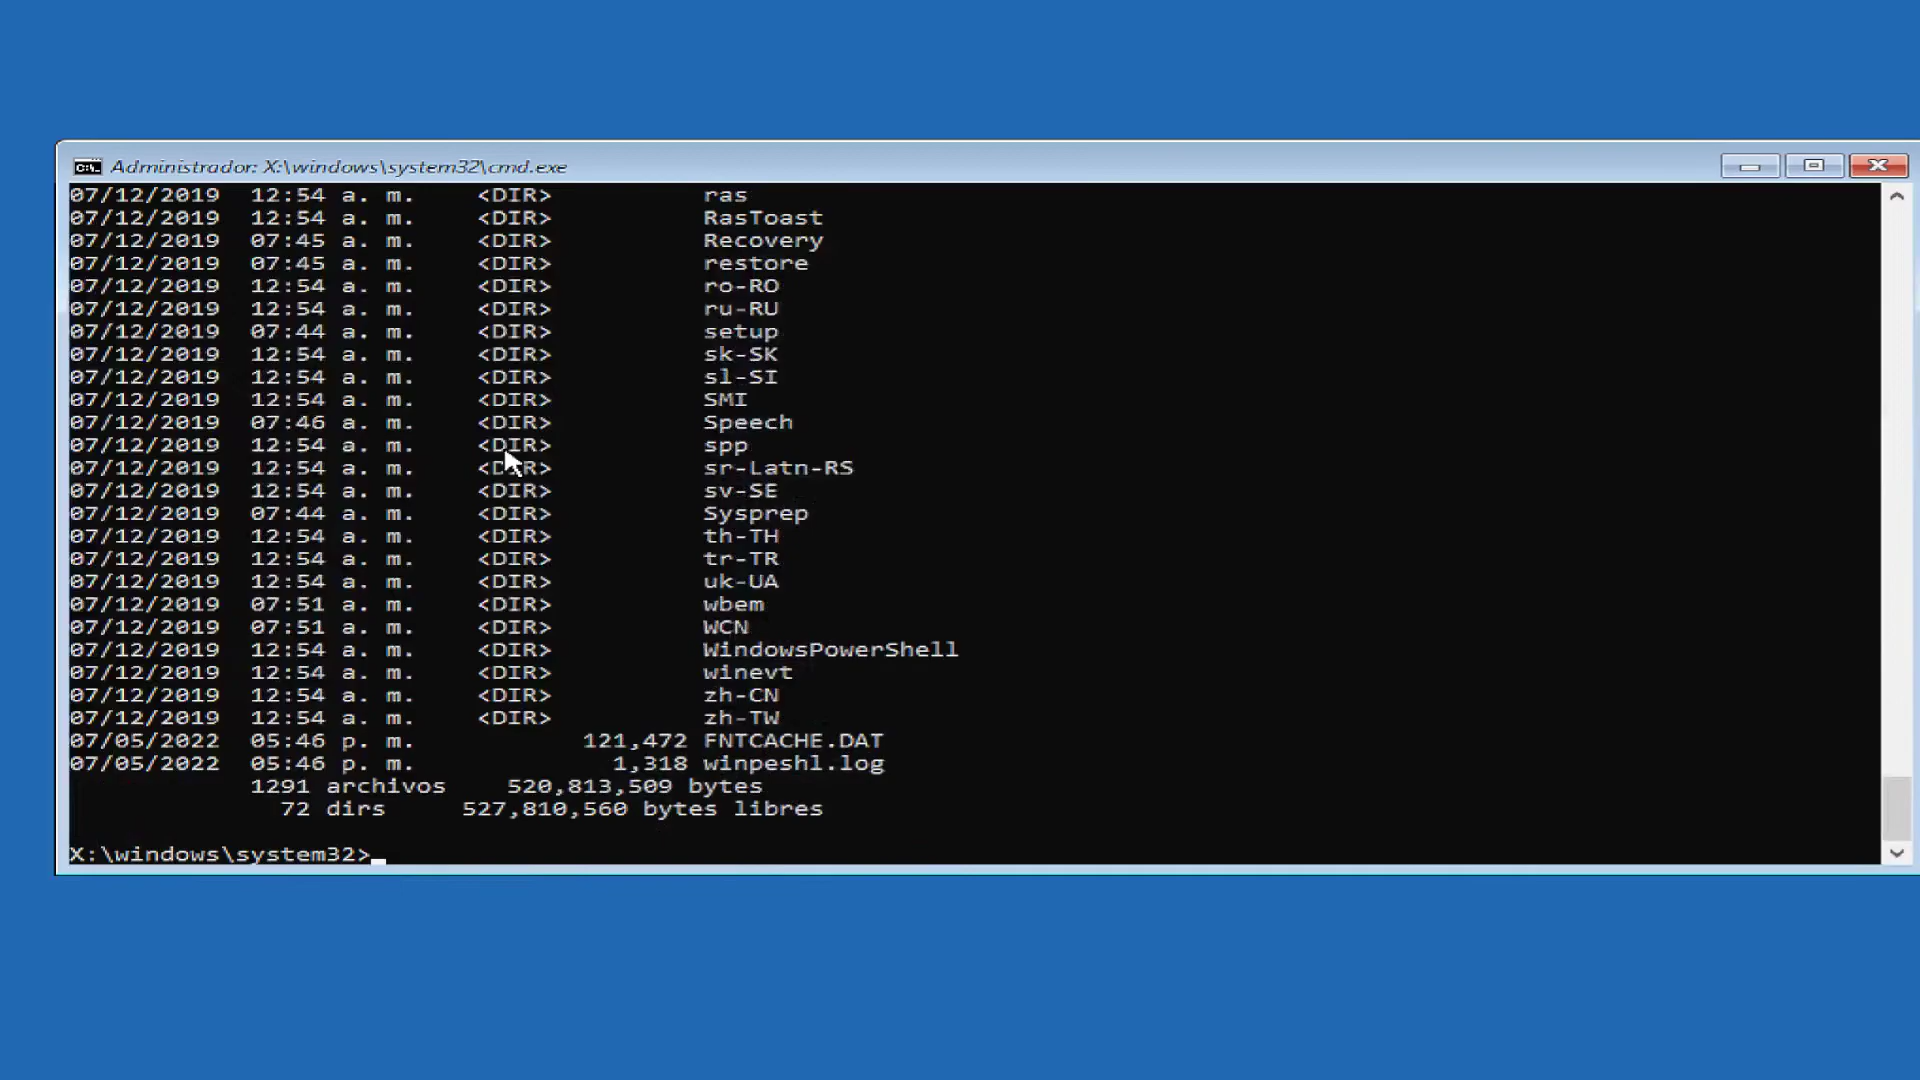 Administrador: X:\windows\system32\cmd.exe
07/12/2019  12:54 a. m.    <DIR>          ras
07/12/2019  12:54 a. m.    <DIR>          RasToast
07/12/2019  07:45 a. m.    <DIR>          Recovery
07/12/2019  07:45 a. m.    <DIR>          restore
07/12/2019  12:54 a. m.    <DIR>          ro-RO
07/12/2019  12:54 a. m.    <DIR>          ru-RU
07/12/2019  07:44 a. m.    <DIR>          setup
07/12/2019  12:54 a. m.    <DIR>          sk-SK
07/12/2019  12:54 a. m.    <DIR>          sl-SI
07/12/2019  12:54 a. m.    <DIR>          SMI
07/12/2019  07:46 a. m.    <DIR>          Speech
07/12/2019  12:54 a. m.    <DIR>          spp
07/12/2019  12:54 a. m.    <DIR>          sr-Latn-RS
07/12/2019  12:54 a. m.    <DIR>          sv-SE
07/12/2019  07:44 a. m.    <DIR>          Sysprep
07/12/2019  12:54 a. m.    <DIR>          th-TH
07/12/2019  12:54 a. m.    <DIR>          tr-TR
07/12/2019  12:54 a. m.    <DIR>          uk-UA
07/12/2019  07:51 a. m.    <DIR>          wbem
07/12/2019  07:51 a. m.    <DIR>          WCN
07/12/2019  12:54 a. m.    <DIR>          WindowsPowerShell
07/12/2019  12:54 a. m.    <DIR>          winevt
07/12/2019  12:54 a. m.    <DIR>          zh-CN
07/12/2019  12:54 a. m.    <DIR>          zh-TW
07/05/2022  05:46 p. m.           121,472 FNTCACHE.DAT
07/05/2022  05:46 p. m.             1,318 winpeshl.log
1291 archivos    520,813,509 bytes
72 dirs     527,810,560 bytes libres
X:\windows\system32>